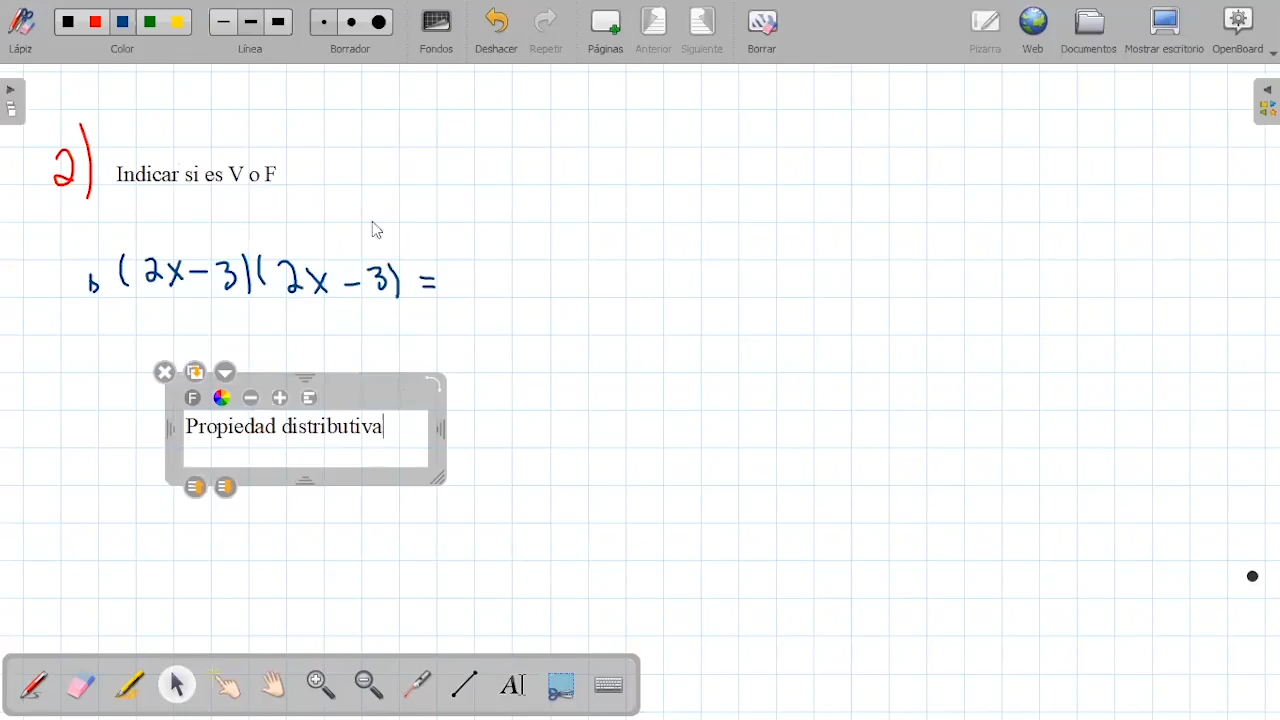 Lápiz
Color
Línea
Borrador
Fondos
Deshacer
Repetir
Páginas
Anterior
Siguiente
Borrar
Pizarra
Web
Documentos
Mostrar escritorio
OpenBoard
2)
Indicar si es V o F
b (2x-3)(2x-3) =
F
Propiedad distributiva
AI